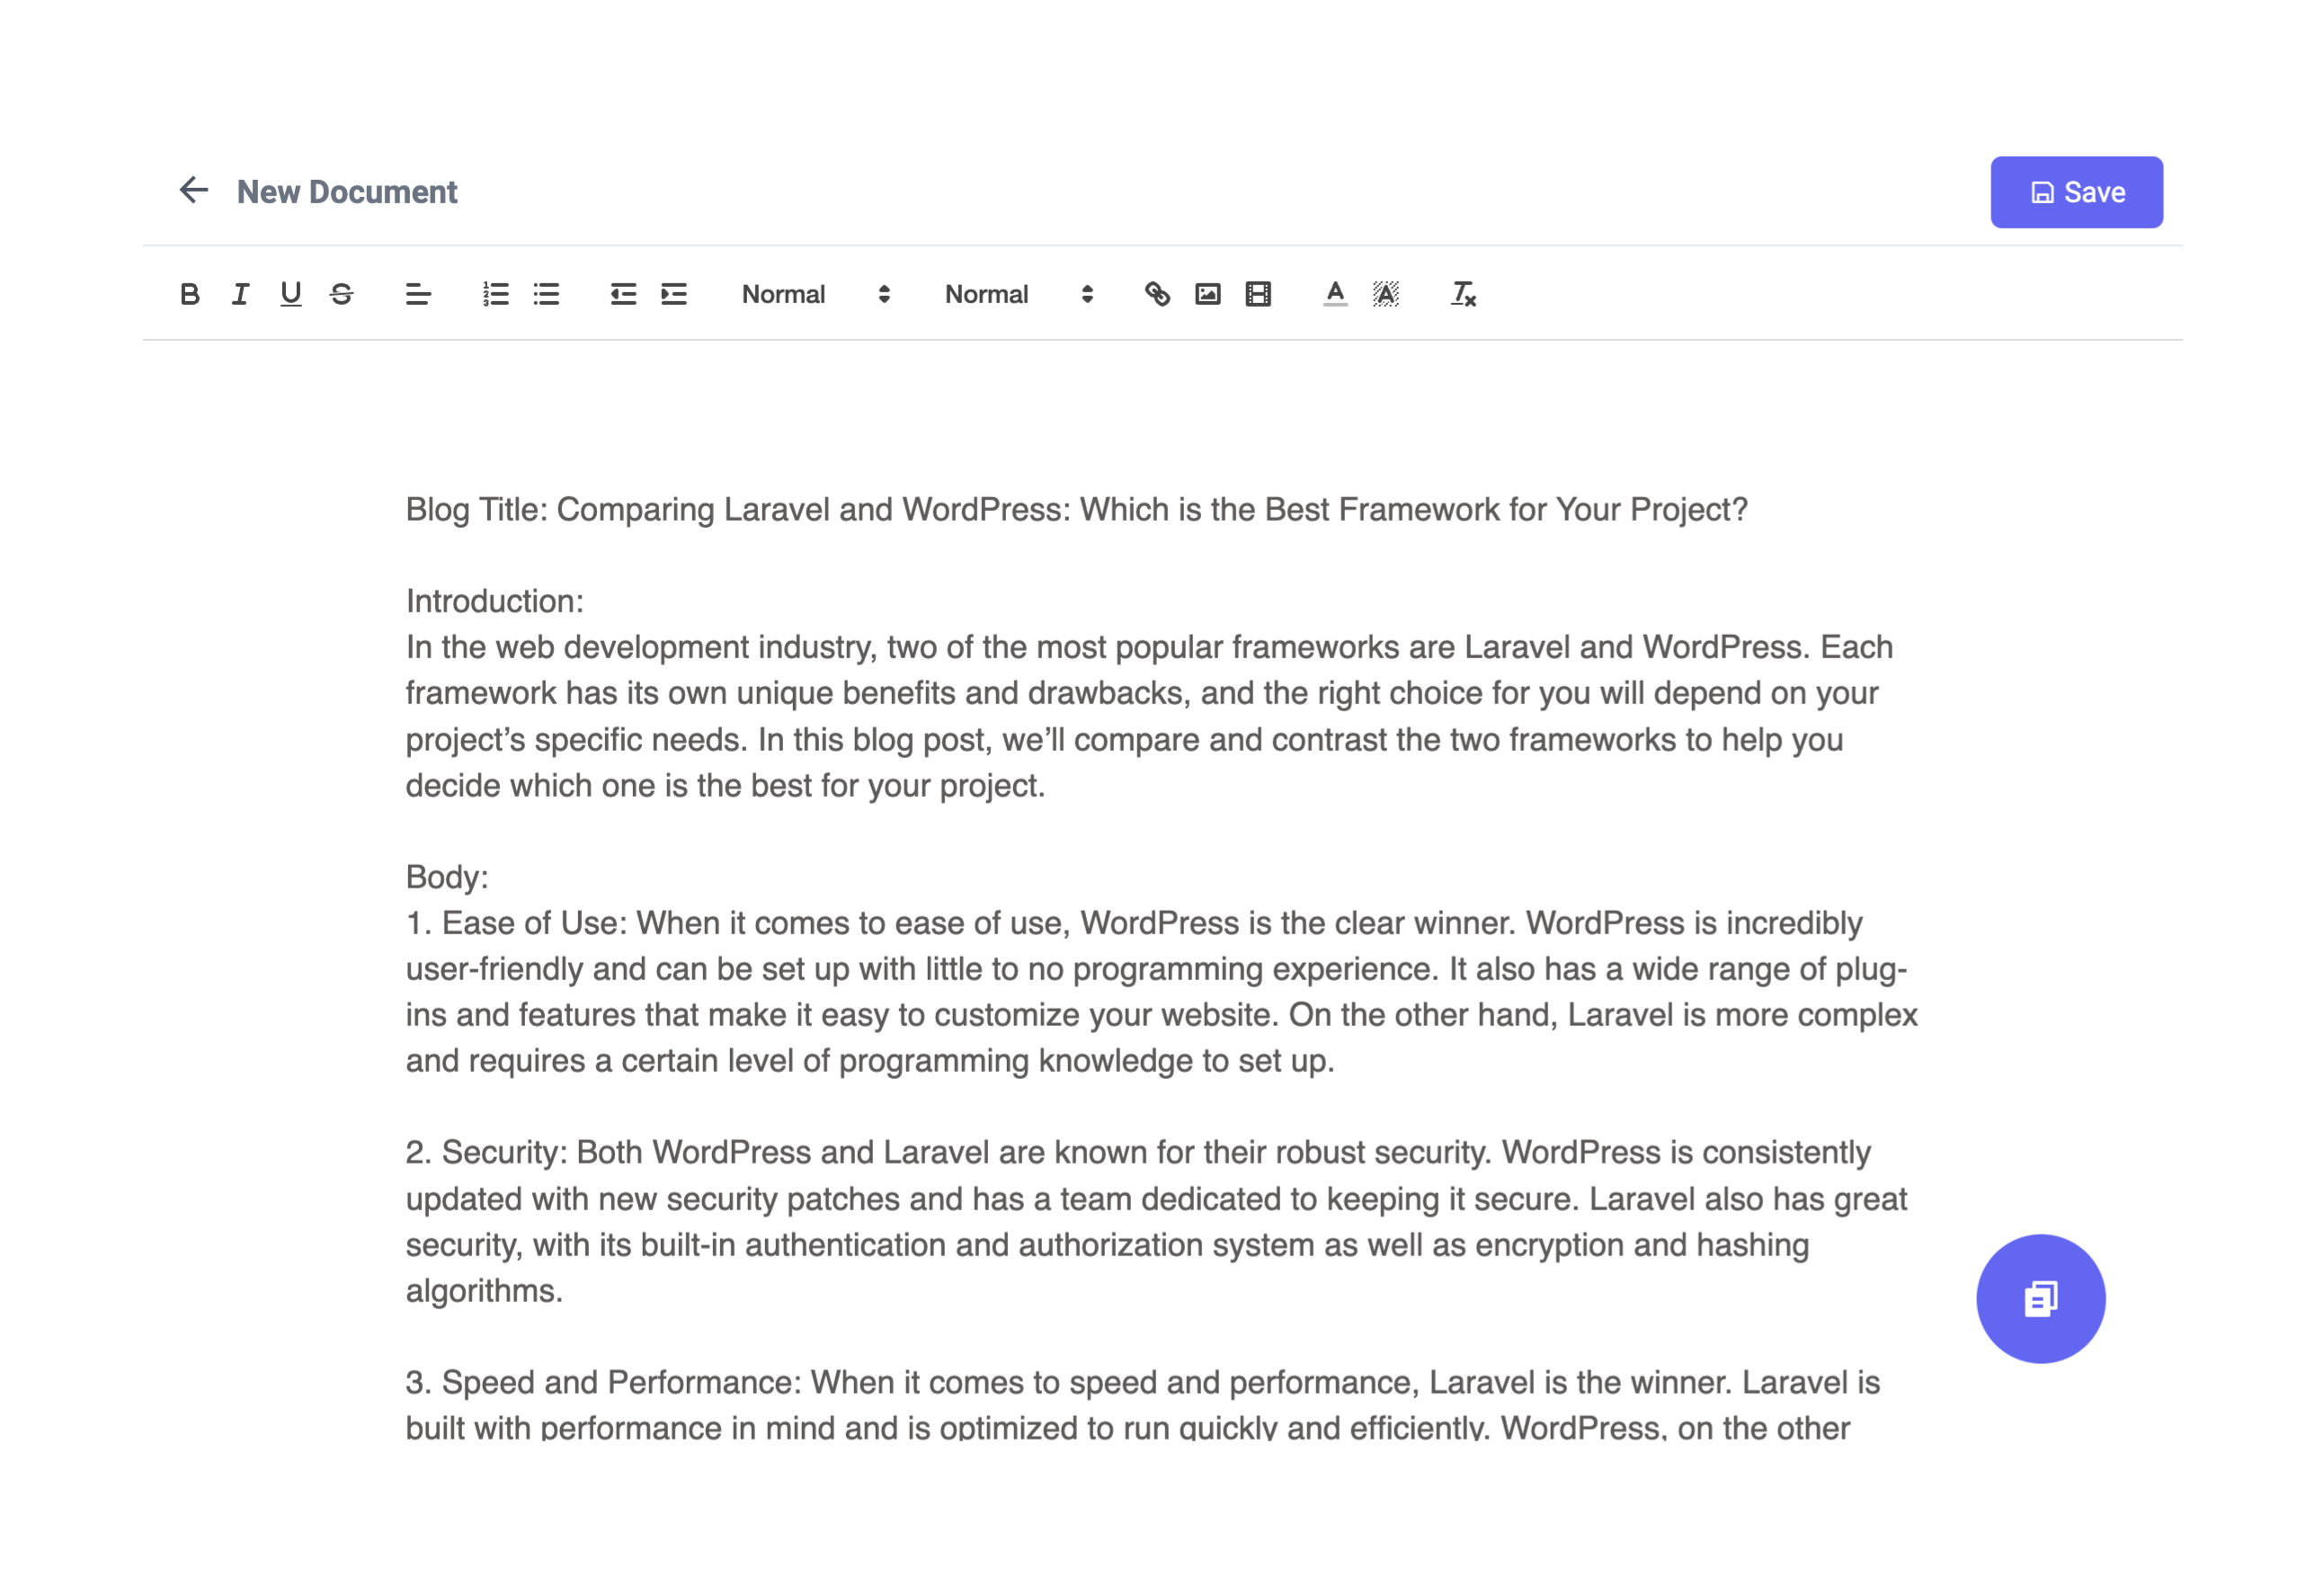 New Document
Save
Normal
Normal
Blog Title: Comparing Laravel and WordPress: Which is the Best Framework for Your Project?
Introduction:
In the web development industry, two of the most popular frameworks are Laravel and WordPress. Each
framework has its own unique benefits and drawbacks, and the right choice for you will depend on your
project’s specific needs. In this blog post, we’ll compare and contrast the two frameworks to help you
decide which one is the best for your project.
Body:
1. Ease of Use: When it comes to ease of use, WordPress is the clear winner. WordPress is incredibly
user-friendly and can be set up with little to no programming experience. It also has a wide range of plug-
ins and features that make it easy to customize your website. On the other hand, Laravel is more complex
and requires a certain level of programming knowledge to set up.
2. Security: Both WordPress and Laravel are known for their robust security. WordPress is consistently
updated with new security patches and has a team dedicated to keeping it secure. Laravel also has great
security, with its built-in authentication and authorization system as well as encryption and hashing
algorithms.
3. Speed and Performance: When it comes to speed and performance, Laravel is the winner. Laravel is
built with performance in mind and is optimized to run quickly and efficiently. WordPress, on the other